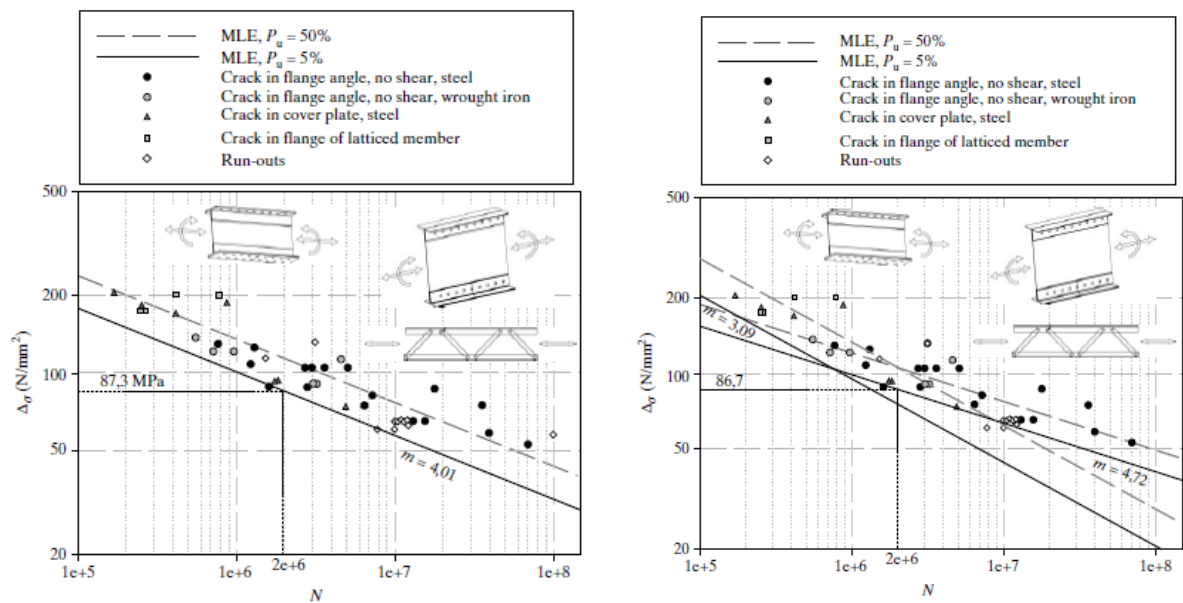 MLE, Pu = 50%
MLE, Pu = 5%
Crack in flange angle, no shear, steel
Crack in flange angle, no shear, wrought iron
Crack in cover plate, steel
Crack in flange of latticed member
Run-outs
500
200
100
50
20
Δσ (N/mm²)
87,3 MPa
m = 4,01
1e+5
1e+6
2e+6
1e+7
1e+8
N
MLE, Pu = 50%
MLE, Pu = 5%
Crack in flange angle, no shear, steel
Crack in flange angle, no shear, wrought iron
Crack in cover plate, steel
Crack in flange of latticed member
Run-outs
500
200
100
50
20
Δσ (N/mm²)
m = 3,09
86,7
m = 4,72
1e+5
1e+6
2e+6
1e+7
1e+8
N